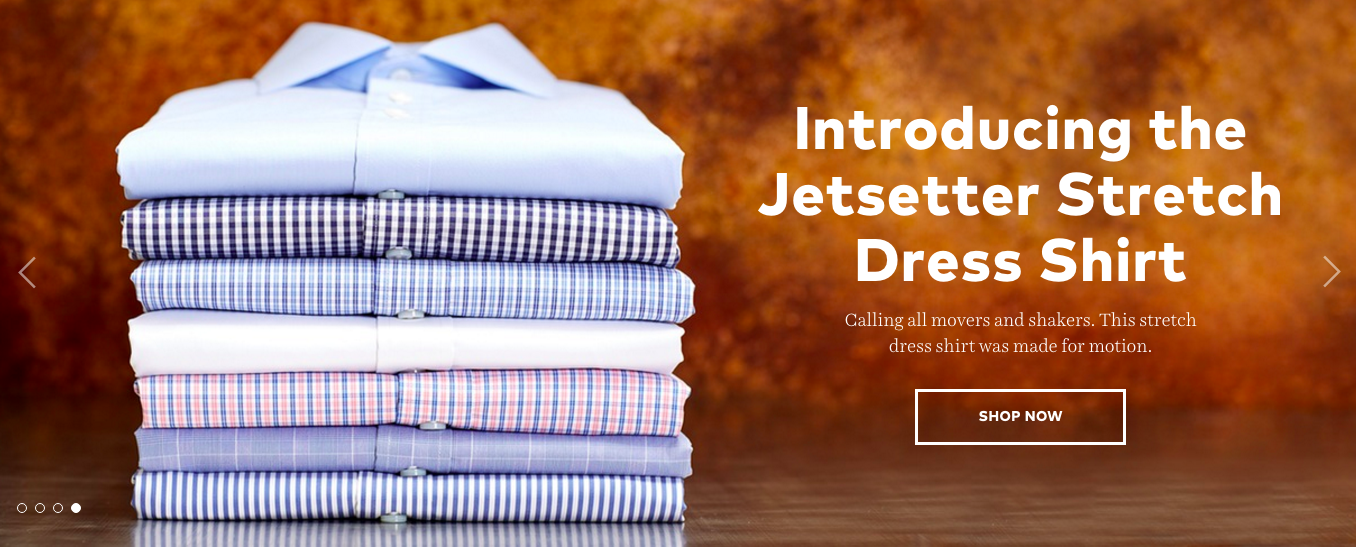 Introducing the
Jetsetter Stretch
Dress Shirt
Calling all movers and shakers. This stretch
dress shirt was made for motion.
SHOP NOW